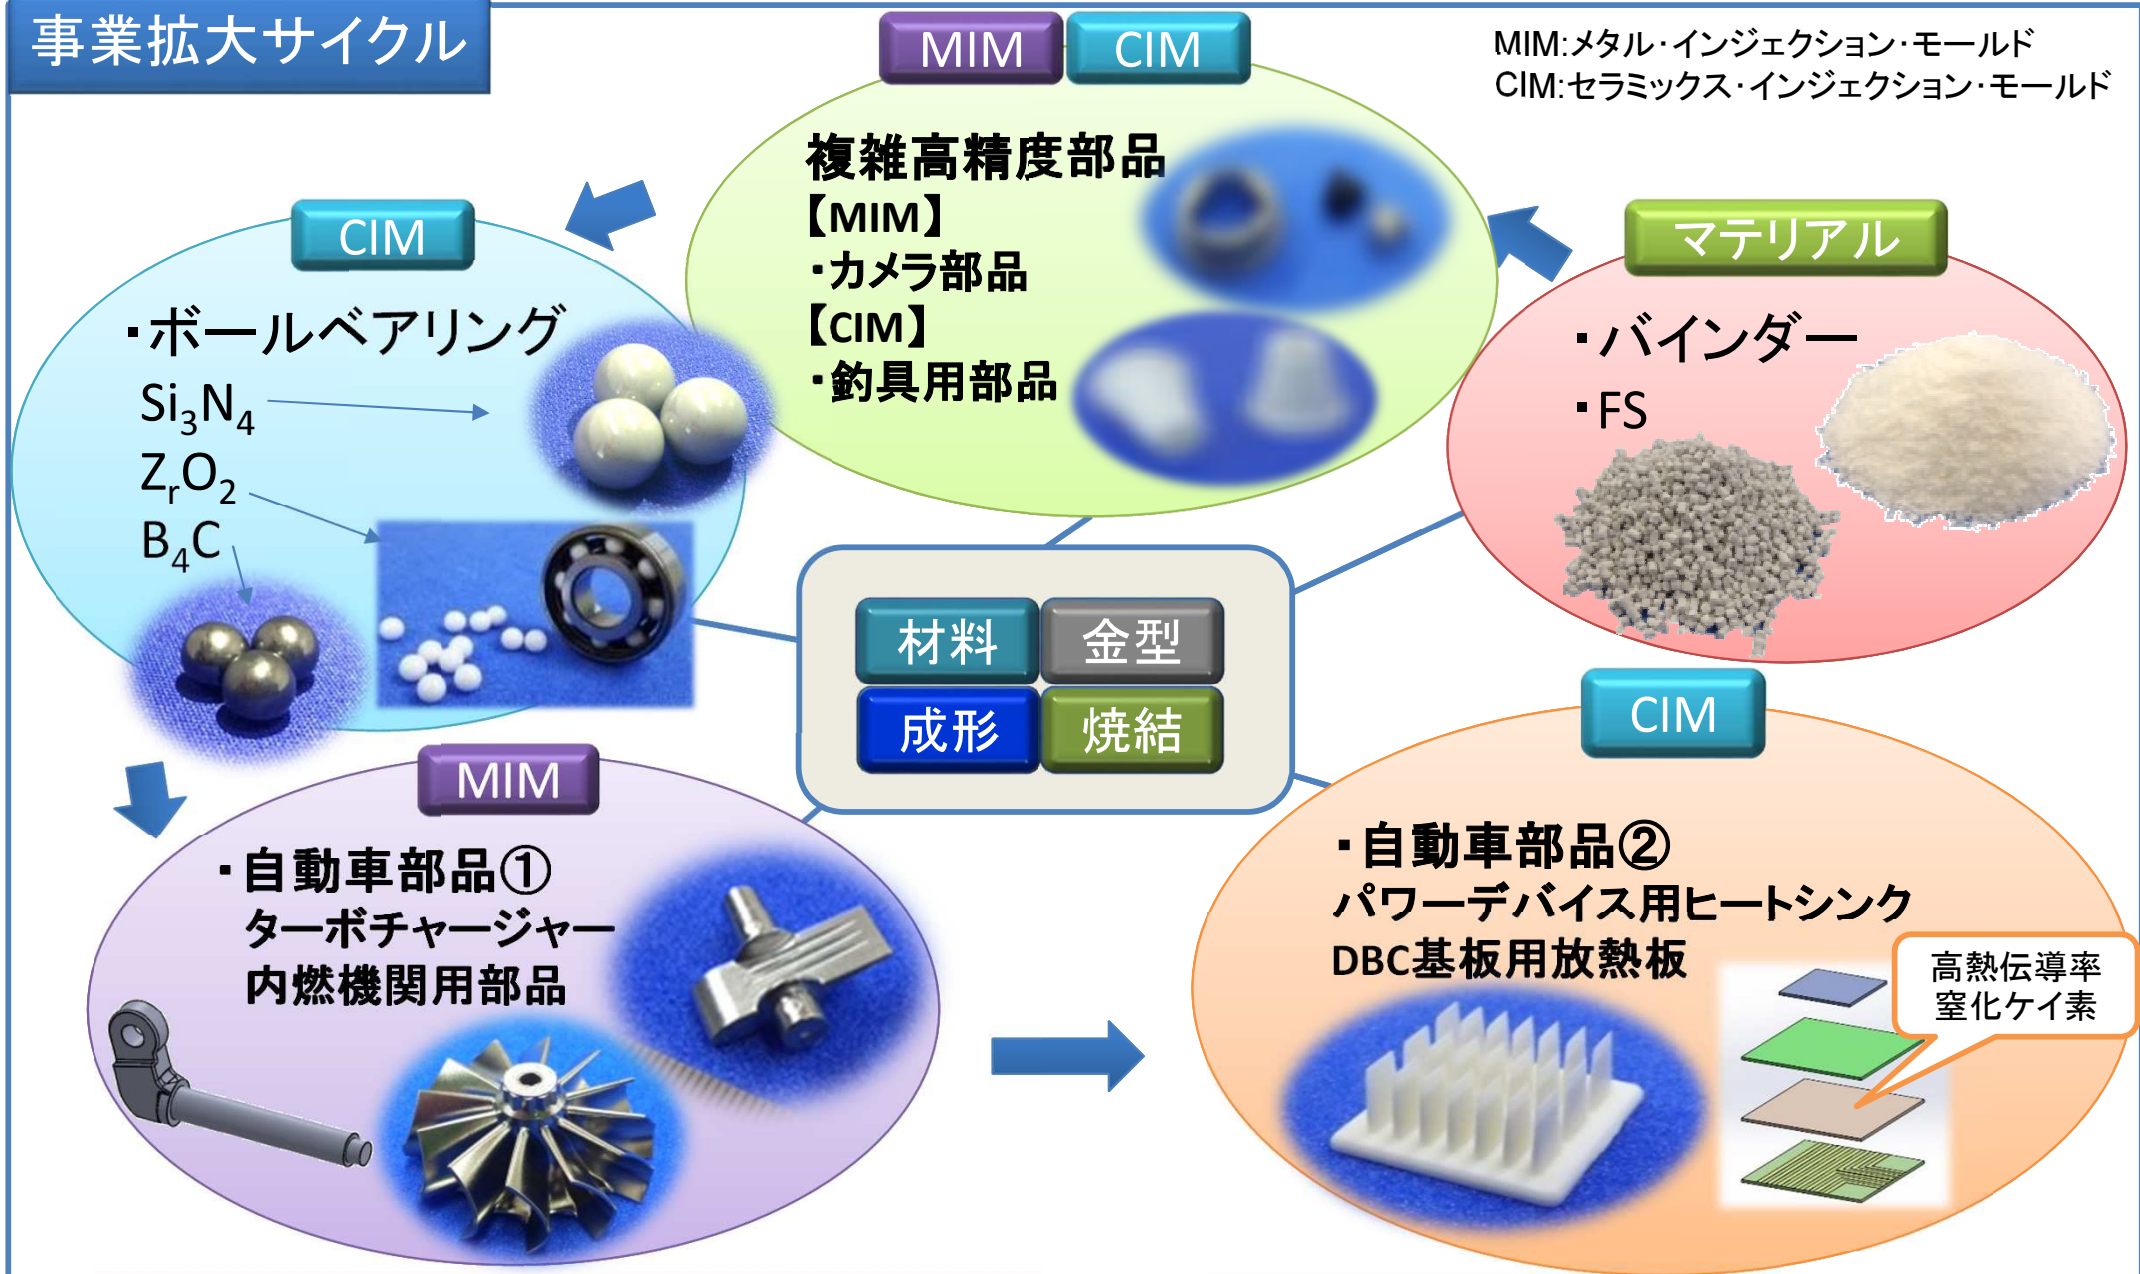 事業拡大サイクル
MIM:メタル・インジェクション・モールド
CIM:セラミックス・インジェクション・モールド
MIM
CIM
複雑高精度部品
【MIM】
・カメラ部品
【CIM】
・釣具用部品
マテリアル
・バインダー
・FS
CIM
・ボールベアリング
Si₃N₄
ZᵣO₂
B₄C
材料
金型
成形
焼結
MIM
・自動車部品①
ターボチャージャー
内燃機関用部品
CIM
・自動車部品②
パワーデバイス用ヒートシンク
DBC基板用放熱板
高熱伝導率
窒化ケイ素